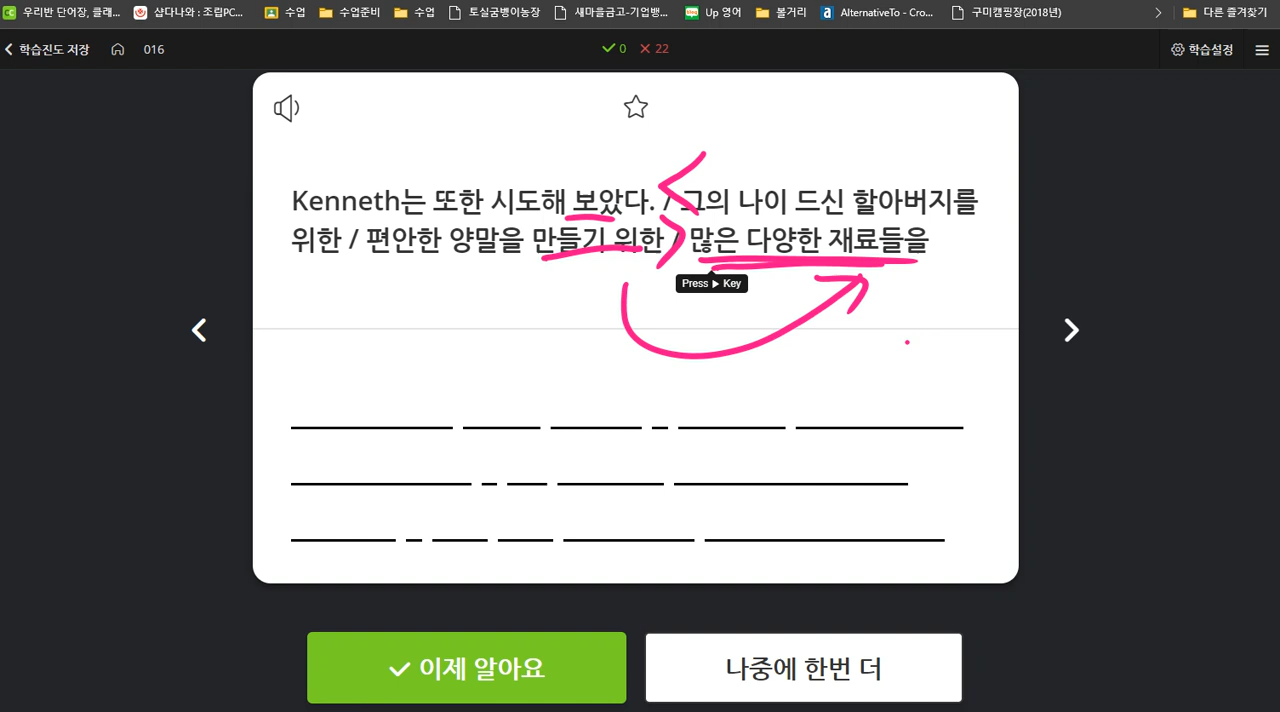 우리반 단어장, 클래... 샵다나와 : 조립PC... 수업 수업준비 수업 토실굼벵이농장 새마을금고-기업뱅... Up 영어 볼거리 AlternativeTo - Cro... 구미캠핑장(2018년) 다른 즐겨찾기
학습진도 저장 016 0 22 학습설정
Kenneth는 또한 시도해 보았다. / 그의 나이 드신 할아버지를
위한 / 편안한 양말을 만들기 위한 / 많은 다양한 재료들을
Press ▶ Key
이제 알아요 나중에 한번 더